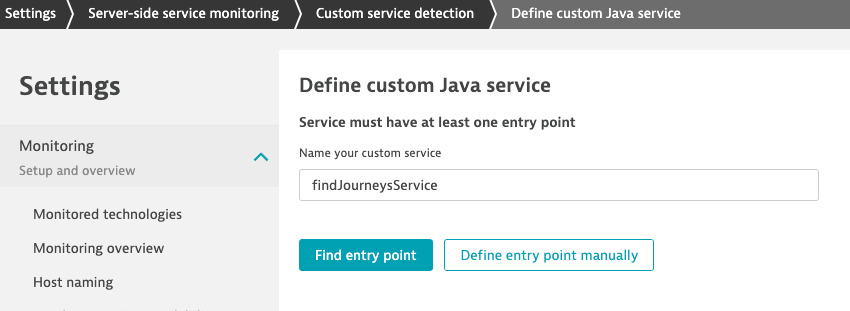 Settings Server-side service monitoring Custom service detection Define custom Java service
Settings
Monitoring
Setup and overview
Monitored technologies
Monitoring overview
Host naming
Define custom Java service
Service must have at least one entry point
Name your custom service
findJourneysService
Find entry point Define entry point manually